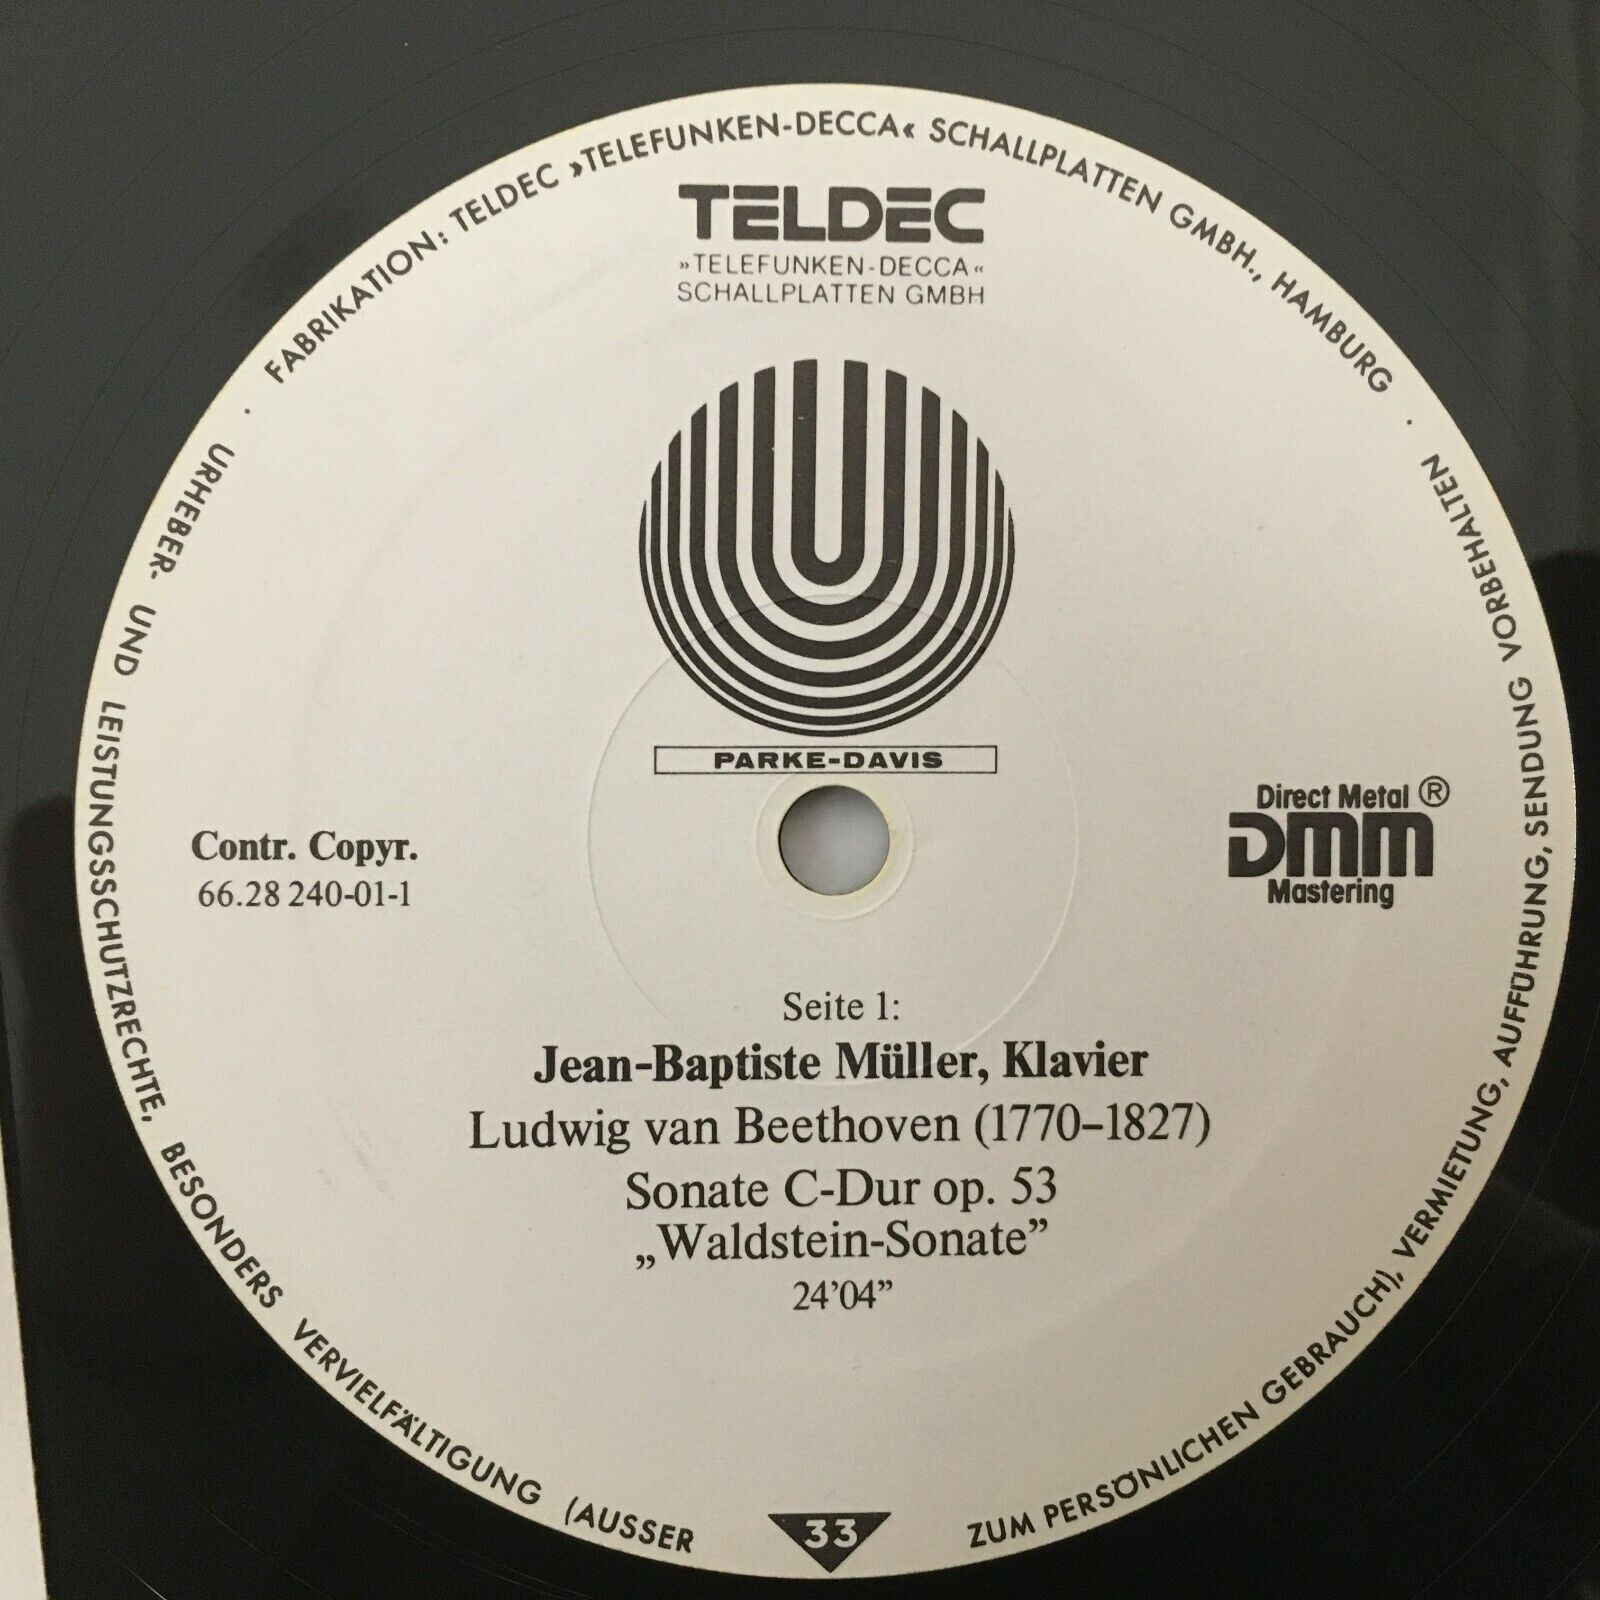 FABRIKATION: TELDEC »TELEFUNKEN-DECCA« SCHALLPLATTEN GMBH., HAMBURG ·
URHEBER- UND LEISTUNGSSCHUTZRECHTE, BESONDERS VERVIELFÄLTIGUNG (AUSSER ZUM PERSÖNLICHEN GEBRAUCH), VERMIETUNG, AUFFÜHRUNG, SENDUNG VORBEHALTEN ·
TELDEC
»TELEFUNKEN-DECCA«
SCHALLPLATTEN GMBH
PARKE-DAVIS
Contr. Copyr.
66.28 240-01-1
Direct Metal ®
DMM
Mastering
Seite 1:
Jean-Baptiste Müller, Klavier
Ludwig van Beethoven (1770–1827)
Sonate C-Dur op. 53
„Waldstein-Sonate”
24’04”
33